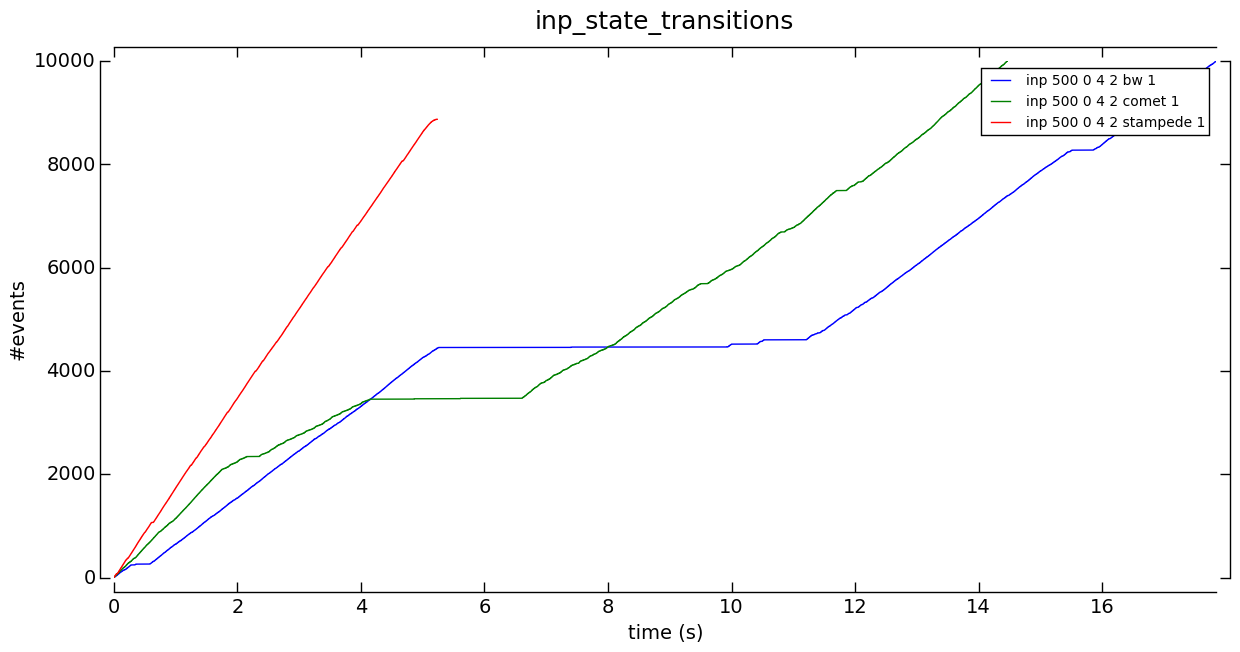 inp_state_transitions
10000
8000
6000
4000
2000
0
#events
inp 500 0 4 2 bw 1
inp 500 0 4 2 comet 1
inp 500 0 4 2 stampede 1
0 2 4 6 8 10 12 14 16
time (s)